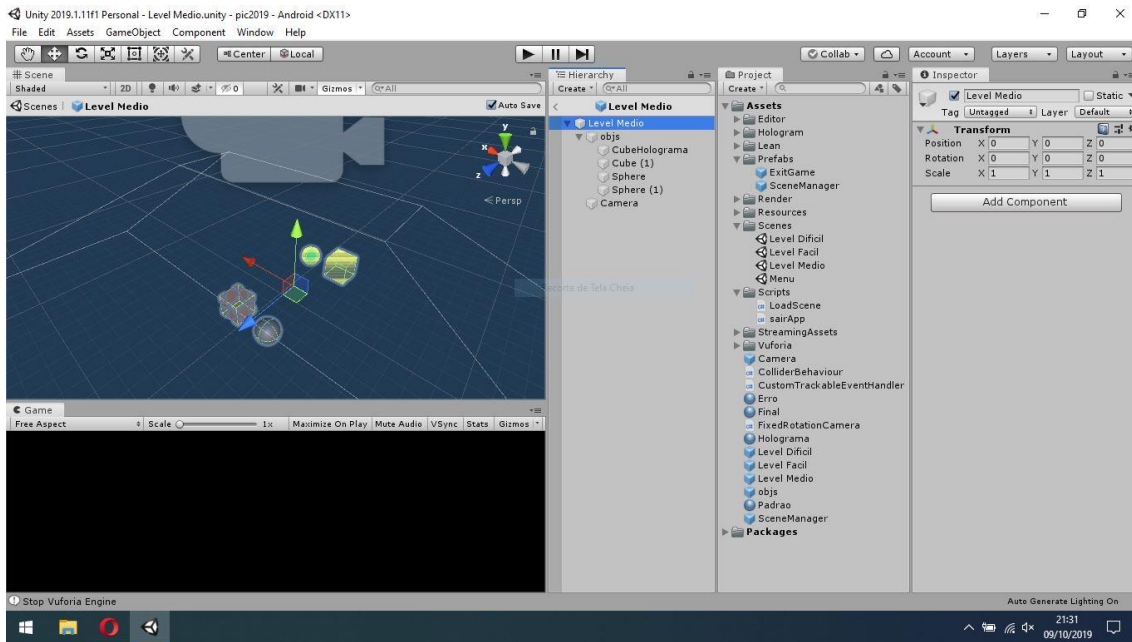 Unity 2019.1.11f1 Personal - Level Medio.unity - pic2019 - Android <DX11>
File Edit Assets GameObject Component Window Help
Center Local Collab Account Layers Layout
Scene
Shaded 2D 0 Gizmos All
Scenes Level Medio Auto Save
y
x
z
Persp
Game
Free Aspect Scale 1x Maximize On Play Mute Audio VSync Stats Gizmos
Hierarchy
Create All
Level Medio
Level Medio
objs
CubeHolograma
Cube (1)
Sphere
Sphere (1)
Camera
ecorte de Tela Cheia
Project
Create
Assets
Editor
Hologram
Lean
Prefabs
ExitGame
SceneManager
Render
Resources
Scenes
Level Dificil
Level Facil
Level Medio
Menu
Scripts
LoadScene
sairApp
StreamingAssets
Vuforia
Camera
ColliderBehaviour
CustomTrackableEventHandler
Erro
Final
FixedRotationCamera
Holograma
Level Dificil
Level Facil
Level Medio
objs
Padrao
SceneManager
Packages
Inspector
Level Medio Static
Tag Untagged Layer Default
Transform
Position X 0 Y 0 Z 0
Rotation X 0 Y 0 Z 0
Scale X 1 Y 1 Z 1
Add Component
Stop Vuforia Engine Auto Generate Lighting On
21:31
09/10/2019